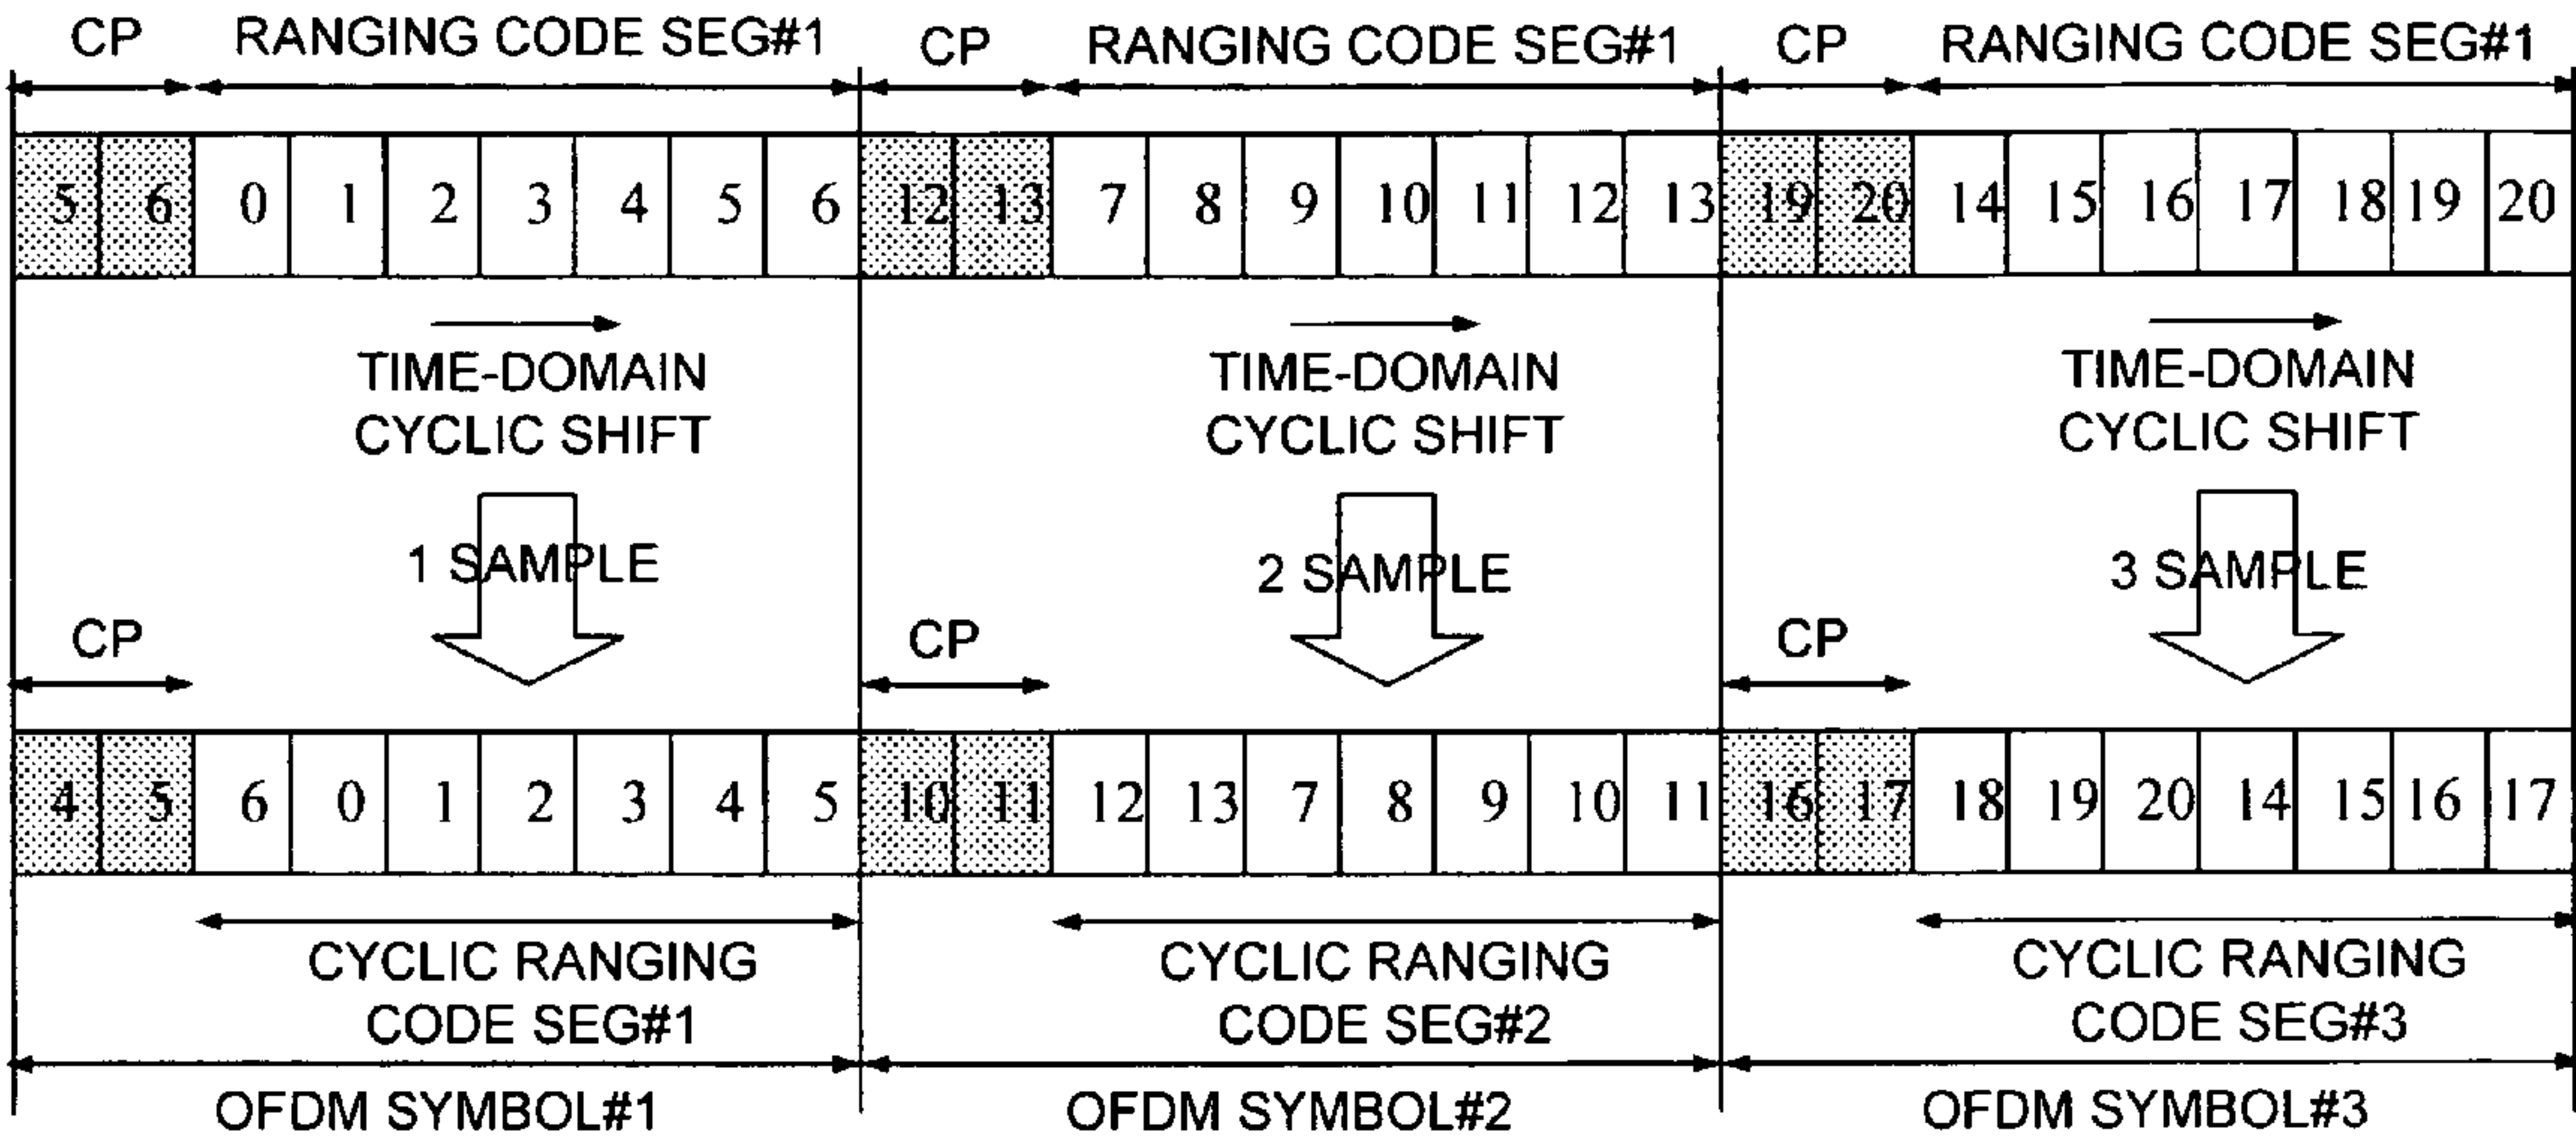 CP RANGING CODE SEG#1 CP RANGING CODE SEG#1 CP RANGING CODE SEG#1
5 6 0 1 2 3 4 5 6 12 13 7 8 9 10 11 12 13 19 20 14 15 16 17 18 19 20
TIME-DOMAIN TIME-DOMAIN TIME-DOMAIN
CYCLIC SHIFT CYCLIC SHIFT CYCLIC SHIFT
1 SAMPLE 2 SAMPLE 3 SAMPLE
CP CP CP
4 5 6 0 1 2 3 4 5 10 11 12 13 7 8 9 10 11 16 17 18 19 20 14 15 16 17
CYCLIC RANGING CYCLIC RANGING CYCLIC RANGING
CODE SEG#1 CODE SEG#2 CODE SEG#3
OFDM SYMBOL#1 OFDM SYMBOL#2 OFDM SYMBOL#3